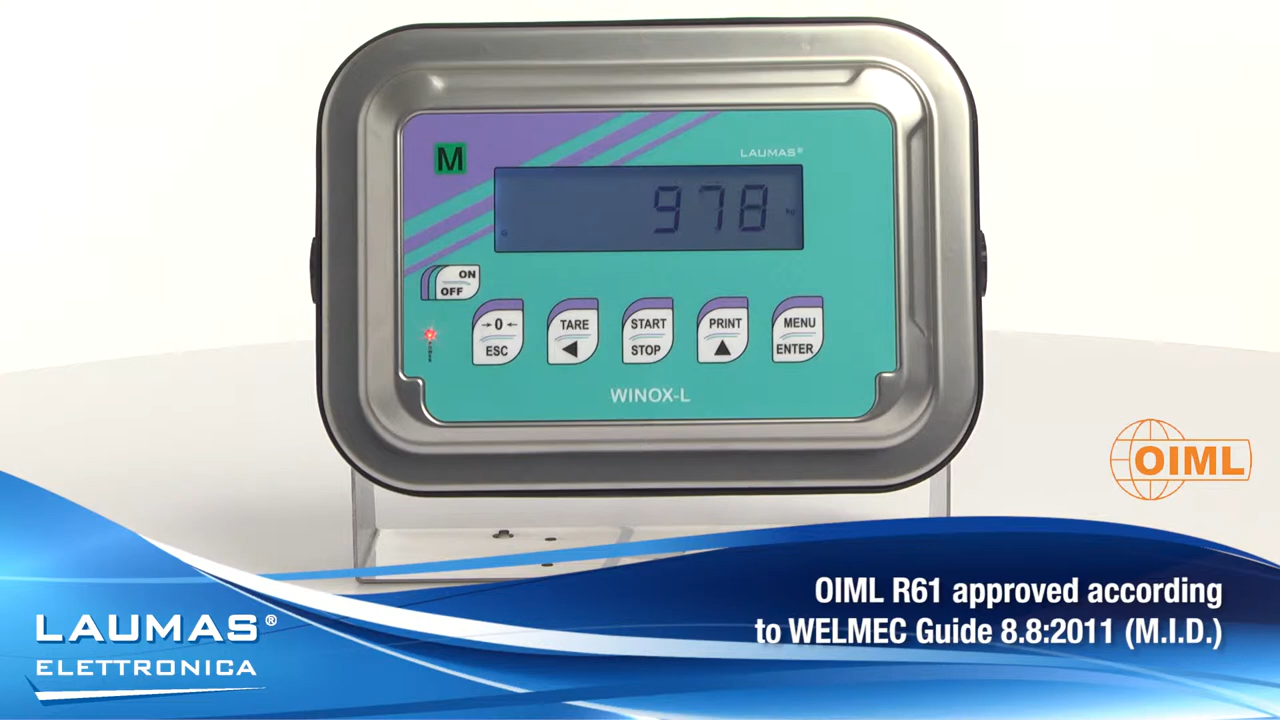 M
LAUMAS®
978
kg
G
ON
OFF
→0←
ESC
TARE
START
STOP
PRINT
MENU
ENTER
WINOX-L
OIML
OIML R61 approved according
to WELMEC Guide 8.8:2011 (M.I.D.)
LAUMAS®
ELETTRONICA